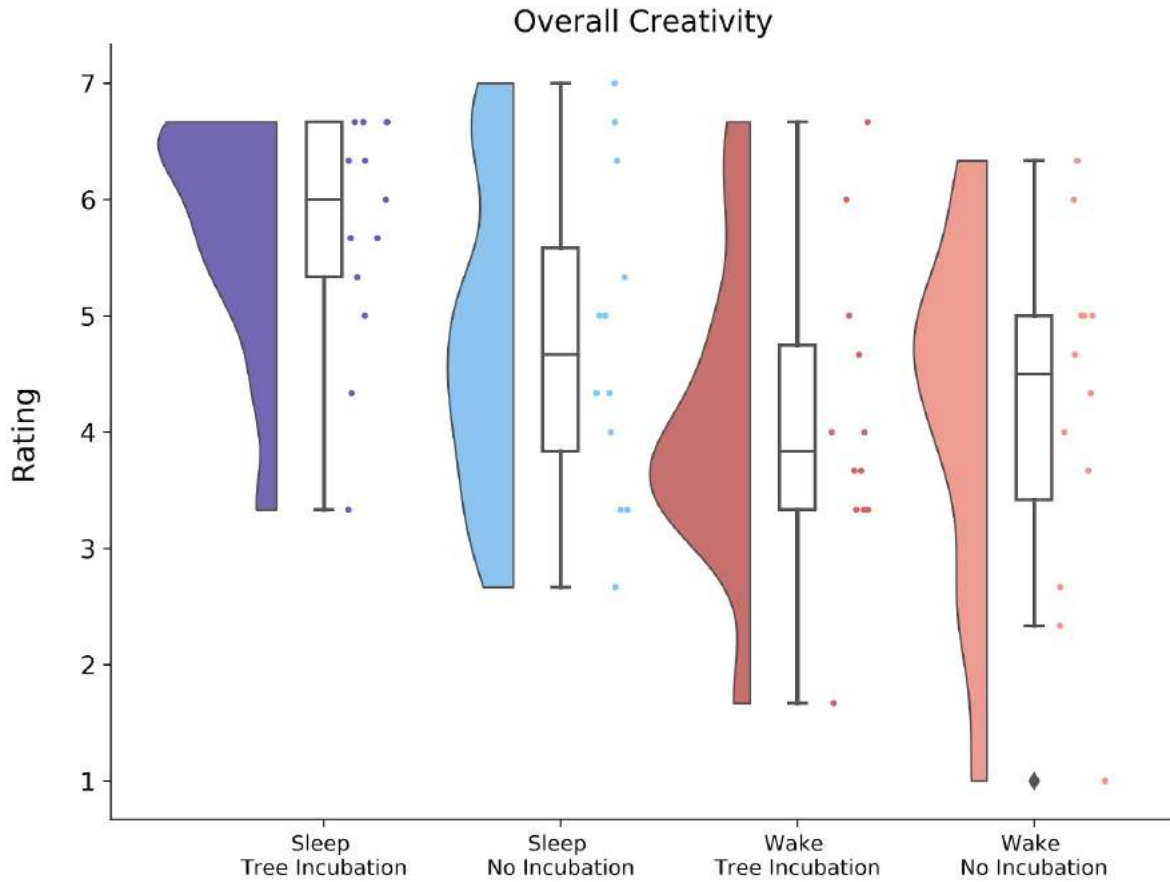 Overall Creativity
7
6
5
4
3
2
1
Rating
Sleep
Tree Incubation
Sleep
No Incubation
Wake
Tree Incubation
Wake
No Incubation